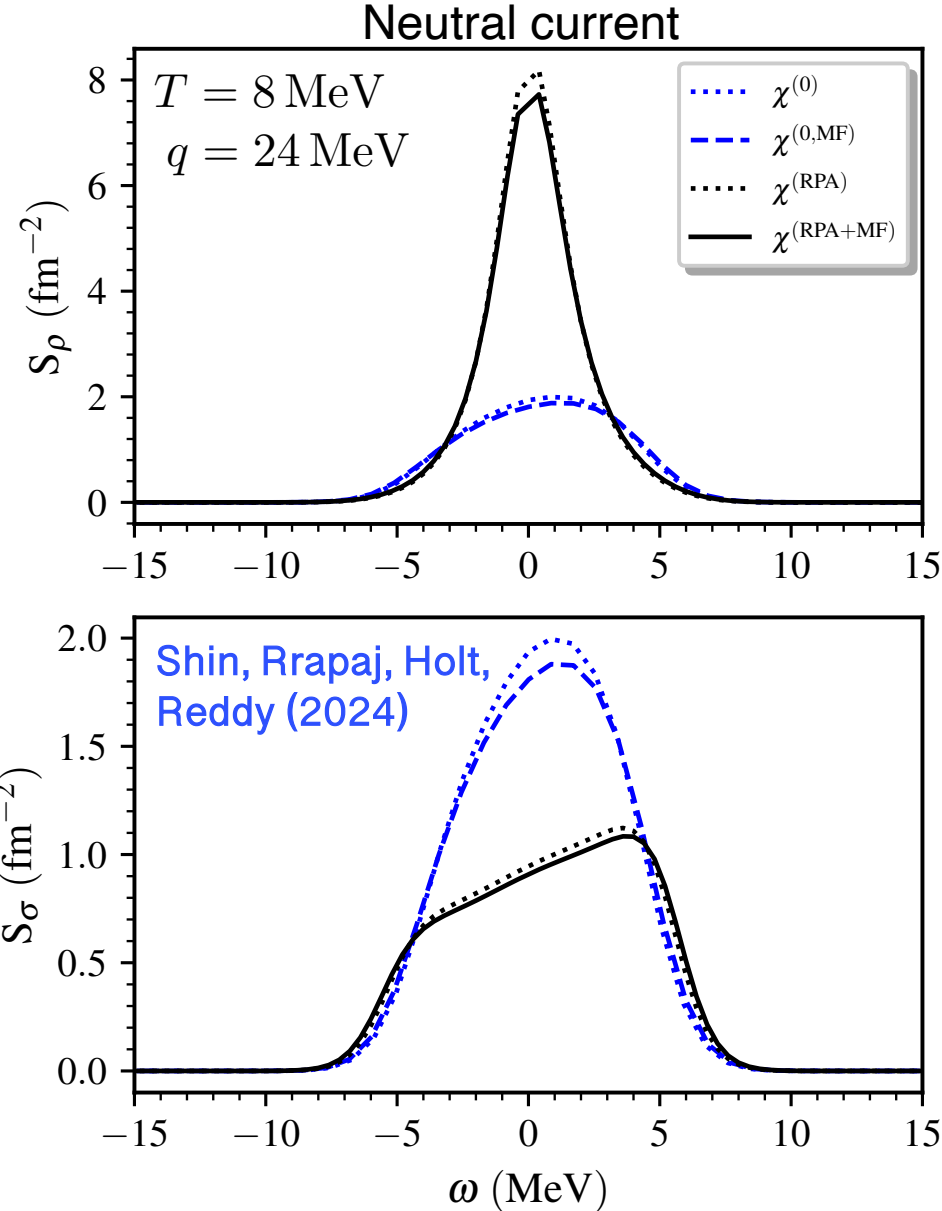 Neutral current
T = 8 MeV
q = 24 MeV
χ(0)
χ(0,MF)
χ(RPA)
χ(RPA+MF)
Sρ (fm−2)
8
6
4
2
0
−15 −10 −5 0 5 10 15
Shin, Rrapaj, Holt,
Reddy (2024)
Sσ (fm−2)
2.0
1.5
1.0
0.5
0.0
−15 −10 −5 0 5 10 15
ω (MeV)